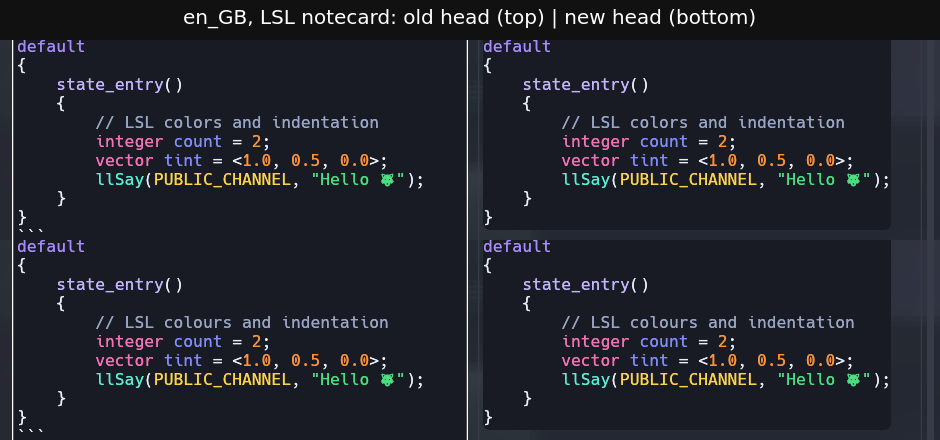 en_GB, LSL notecard: old head (top) | new head (bottom)
default
{
    state_entry()
    {
        // LSL colors and indentation
        integer count = 2;
        vector tint = <1.0, 0.5, 0.0>;
        llSay(PUBLIC_CHANNEL, "Hello 🐺");
    }
}
```
default
{
    state_entry()
    {
        // LSL colors and indentation
        integer count = 2;
        vector tint = <1.0, 0.5, 0.0>;
        llSay(PUBLIC_CHANNEL, "Hello 🐺");
    }
}
default
{
    state_entry()
    {
        // LSL colours and indentation
        integer count = 2;
        vector tint = <1.0, 0.5, 0.0>;
        llSay(PUBLIC_CHANNEL, "Hello 🐺");
    }
}
```
default
{
    state_entry()
    {
        // LSL colours and indentation
        integer count = 2;
        vector tint = <1.0, 0.5, 0.0>;
        llSay(PUBLIC_CHANNEL, "Hello 🐺");
    }
}